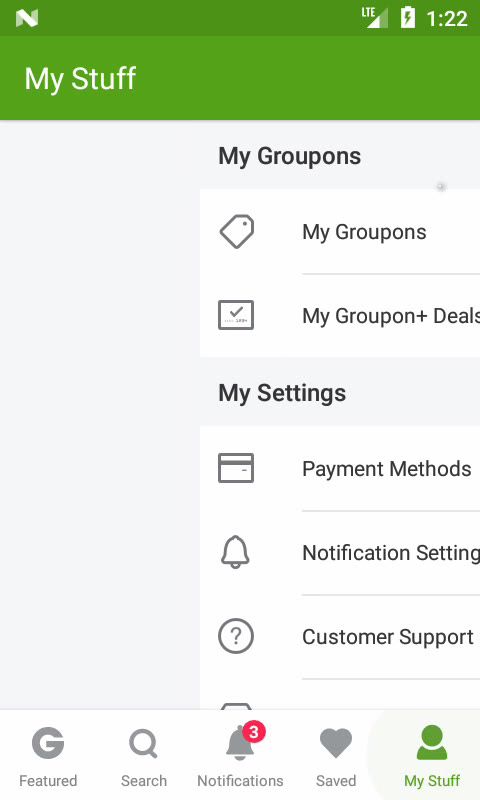 LTE 1:22
My Stuff
My Groupons
My Groupons
My Groupon+ Deals
My Settings
Payment Methods
Notification Setting
?
Customer Support
3
G
Featured
Search
Notifications
Saved
My Stuff